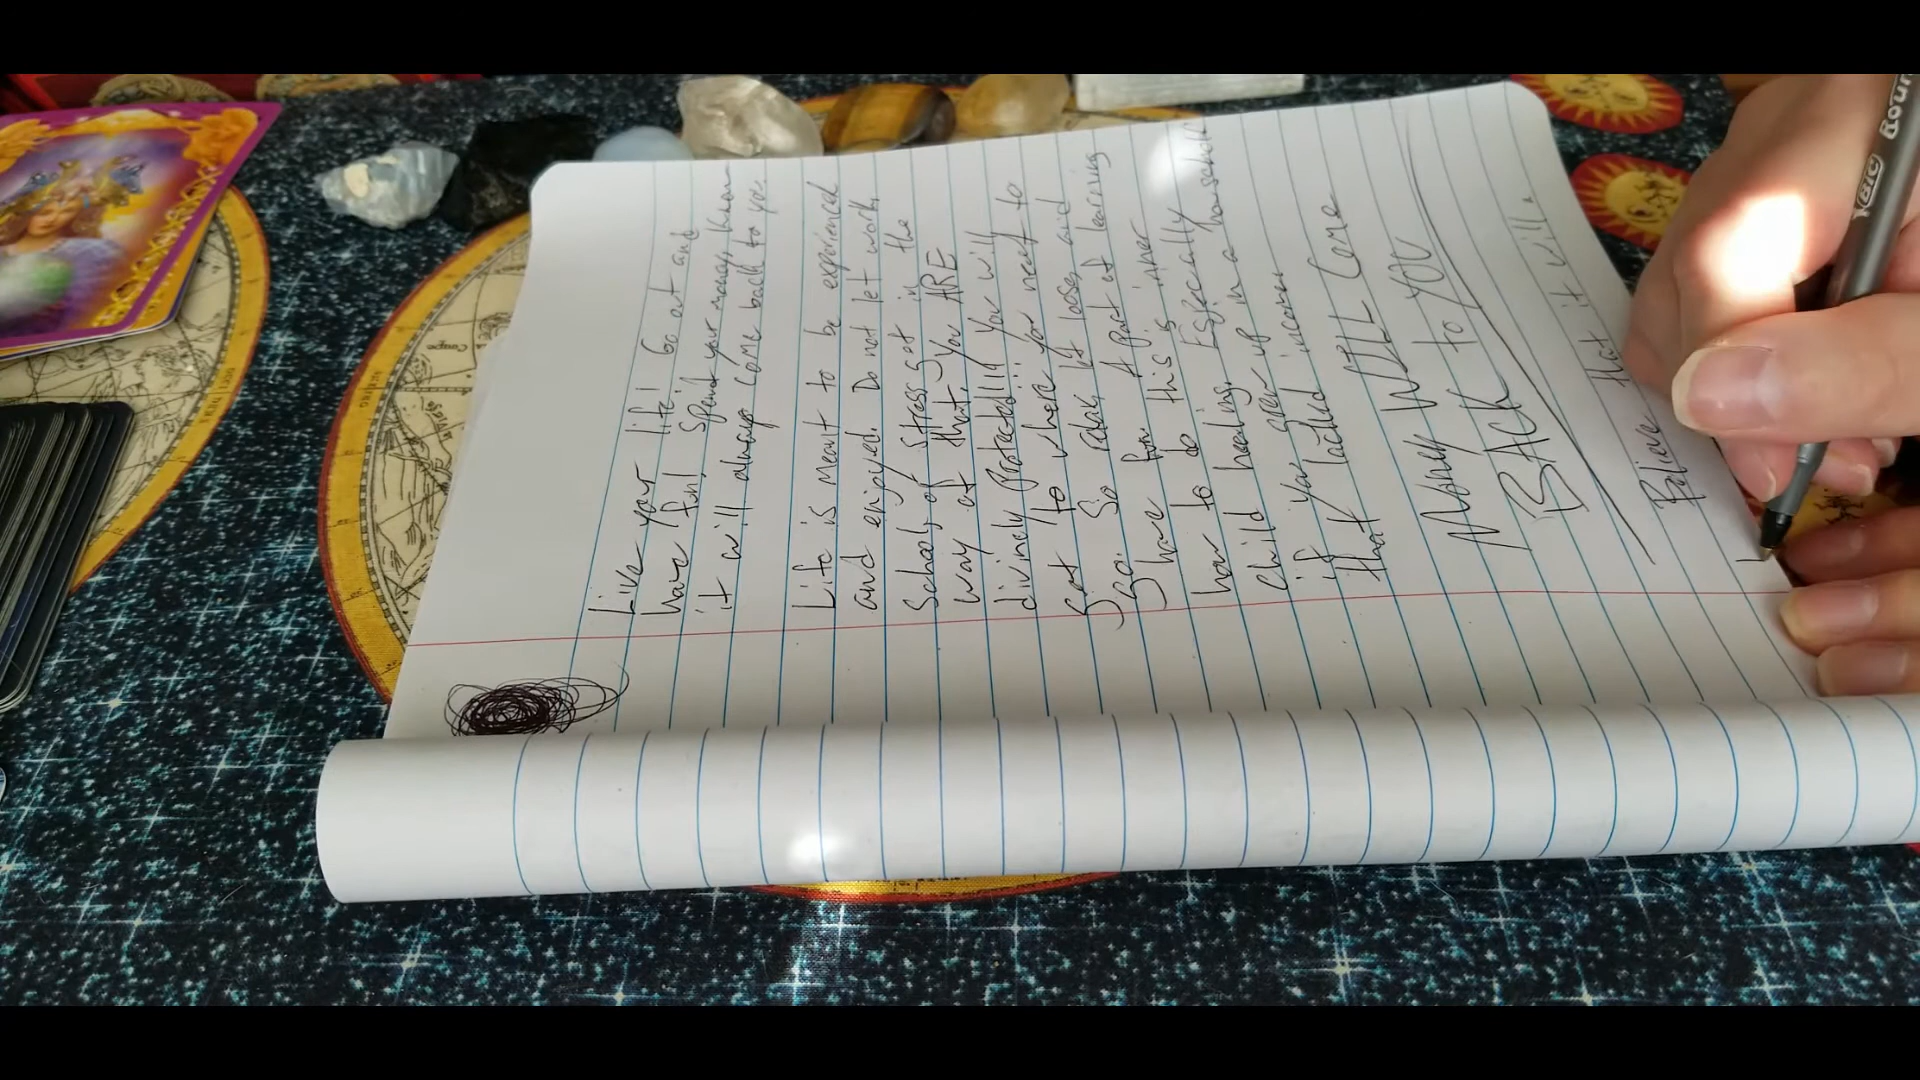 Live your life! Go out and
have fun! Spend your money, know
it will always come back to you.
Life is meant to be experienced
and enjoyed. Do not let work,
School, of stress get in the
way of that. You ARE
divinely protected!!! You will
get to where you need to
go. So relax, let loose, and
have fun. A part of learning
how to do this is inner
child healing. Especially
if you grew up in a household
that lacked income.
Money WILL Come
BACK to YOU
Believe that it will.
BIC
Round